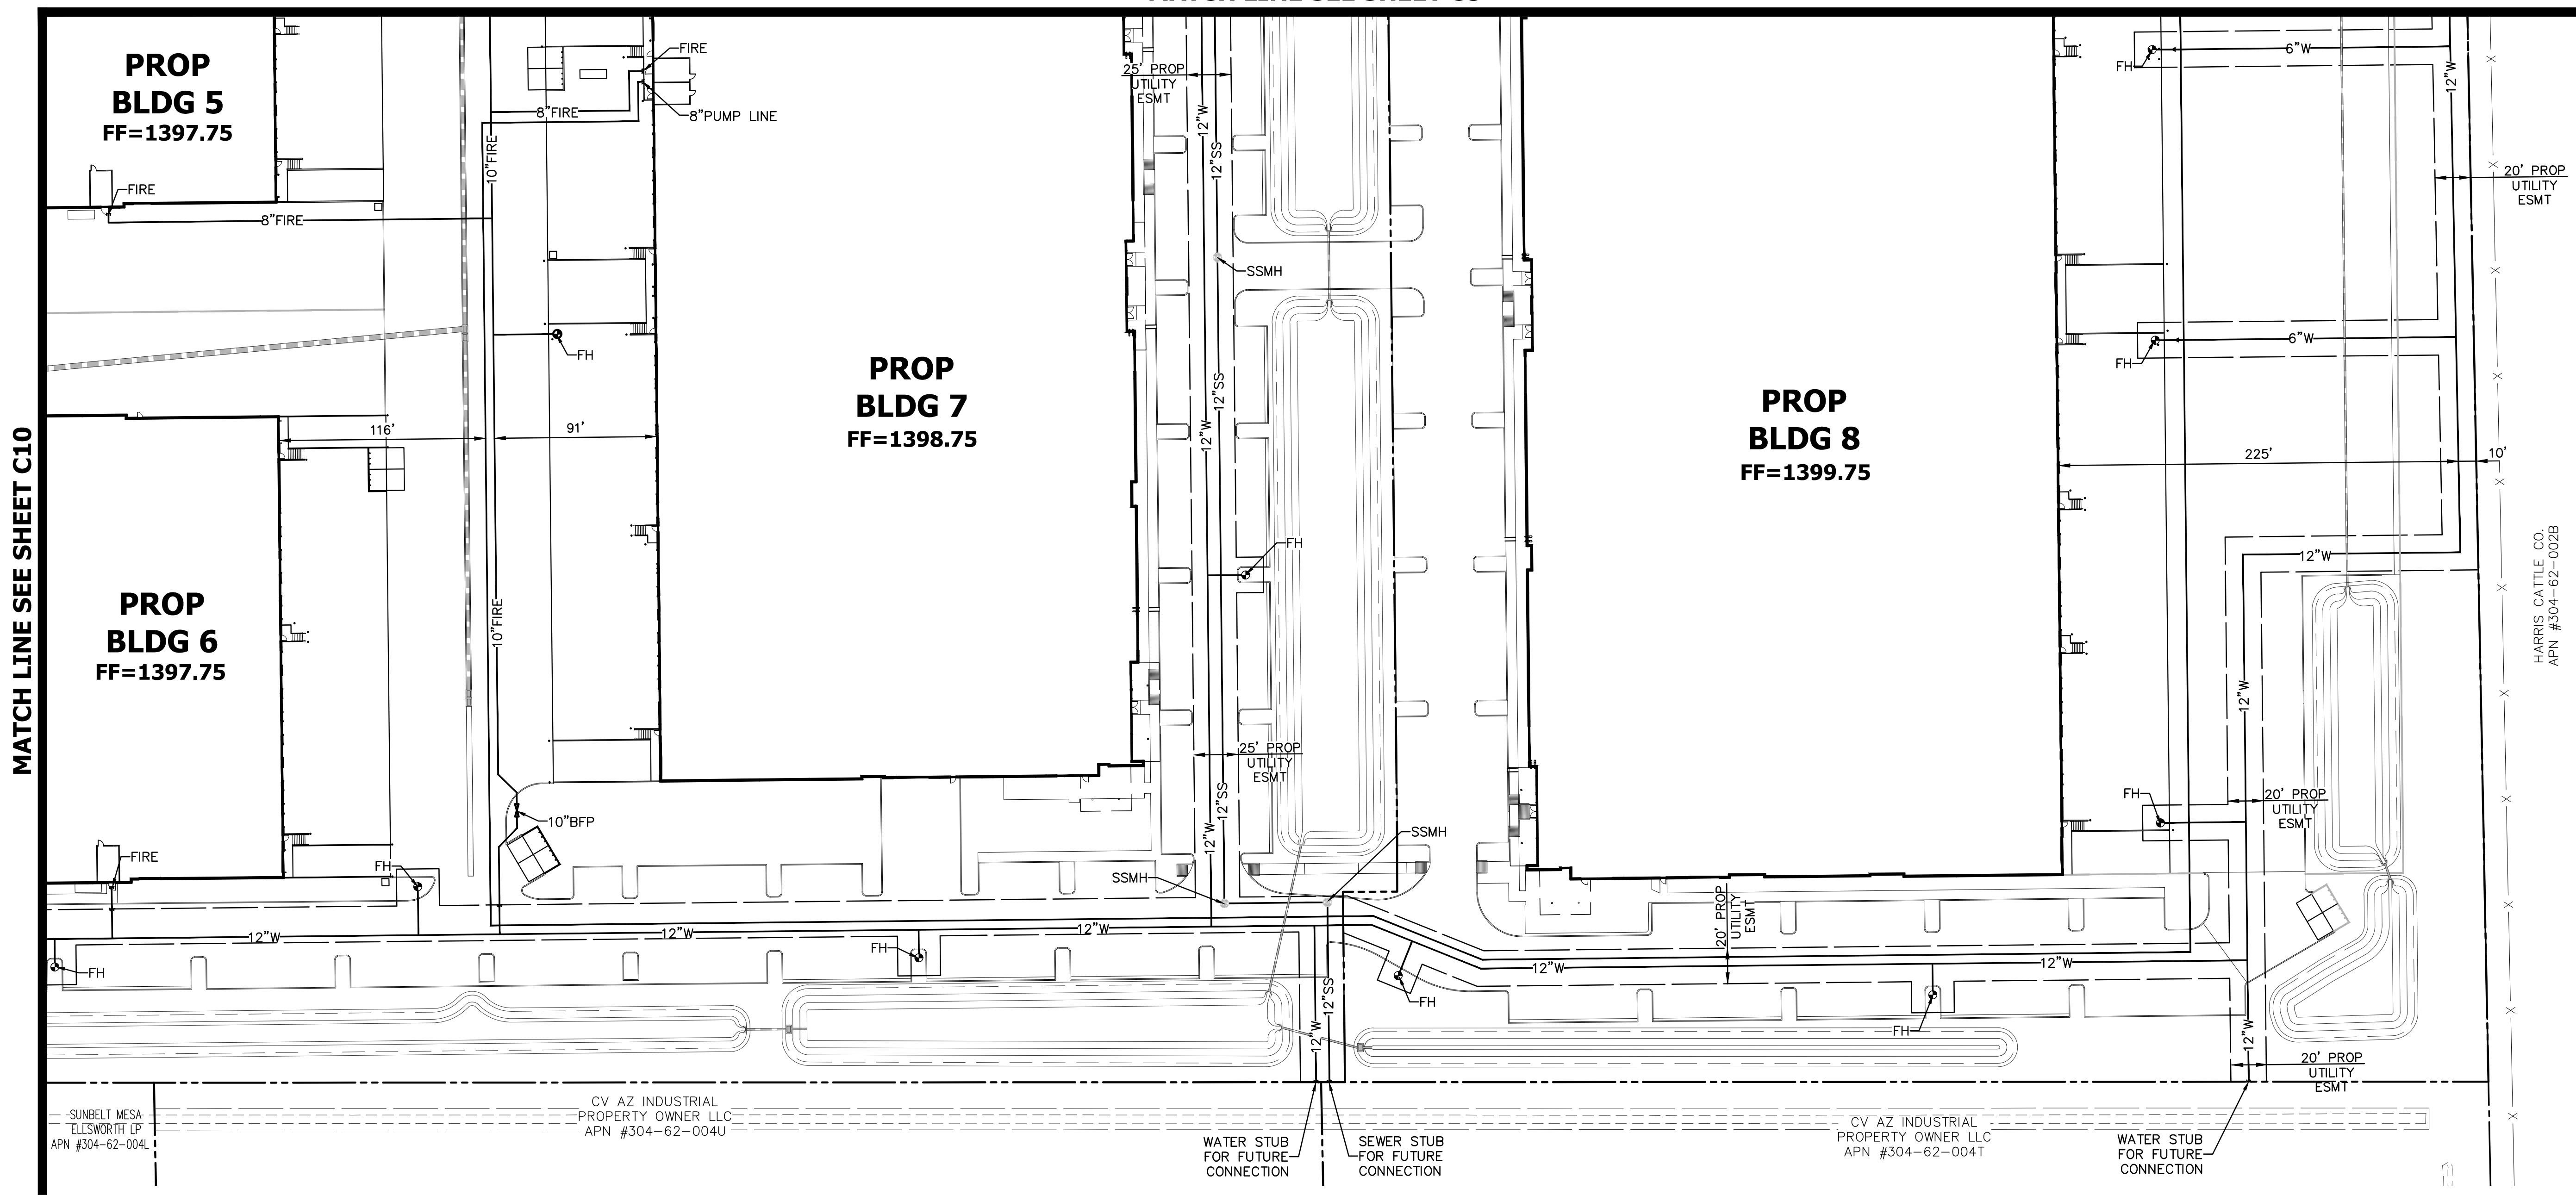 PROP
BLDG 5
FF=1397.75
FIRE
8"FIRE
10"FIRE
8"FIRE
FIRE
8"PUMP LINE
FH
116'
91'
PROP
BLDG 6
FF=1397.75
FIRE
FH
FH
10"FIRE
10"BFP
PROP
BLDG 7
FF=1398.75
25' PROP
UTILITY
ESMT
12"W
12"SS
SSMH
12"SS
12"W
FH
25' PROP
UTILITY
ESMT
12"SS
12"W
SSMH
SSMH
12"W
12"W
12"W
FH
12"W
12"SS
FH
PROP
BLDG 8
FF=1399.75
20' PROP
UTILITY
ESMT
12"W
12"W
FH
FH
6"W
12"W
20' PROP
UTILITY
ESMT
FH
6"W
225'
10'
12"W
12"W
FH
20' PROP
UTILITY
ESMT
12"W
20' PROP
UTILITY
ESMT
HARRIS CATTLE CO.
APN #304-62-002B
MATCH LINE SEE SHEET C10
SUNBELT MESA
ELLSWORTH LP
APN #304-62-004L
CV AZ INDUSTRIAL
PROPERTY OWNER LLC
APN #304-62-004U
WATER STUB
FOR FUTURE
CONNECTION
SEWER STUB
FOR FUTURE
CONNECTION
CV AZ INDUSTRIAL
PROPERTY OWNER LLC
APN #304-62-004T
WATER STUB
FOR FUTURE
CONNECTION